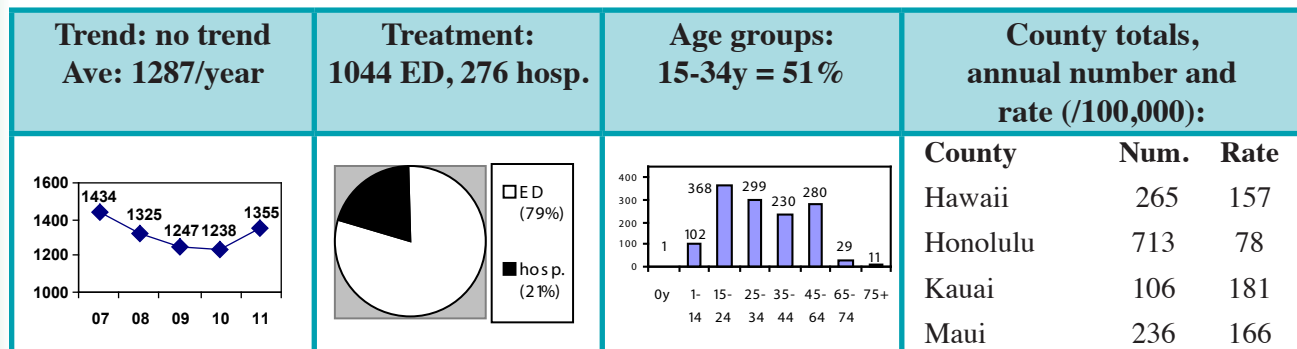 Trend: no trend
Ave: 1287/year
Treatment:
1044 ED, 276 hosp.
Age groups:
15-34y = 51%
County totals,
annual number and
rate (/100,000):
1600
1400
1200
1000
1434
1325
1247
1238
1355
07 08 09 10 11
ED
(79%)
hosp.
(21%)
400
300
200
100
0
1
102
368
299
230
280
29
11
0y 1- 15- 25- 35- 45- 65- 75+
14 24 34 44 64 74
County Num. Rate
Hawaii 265 157
Honolulu 713 78
Kauai 106 181
Maui 236 166